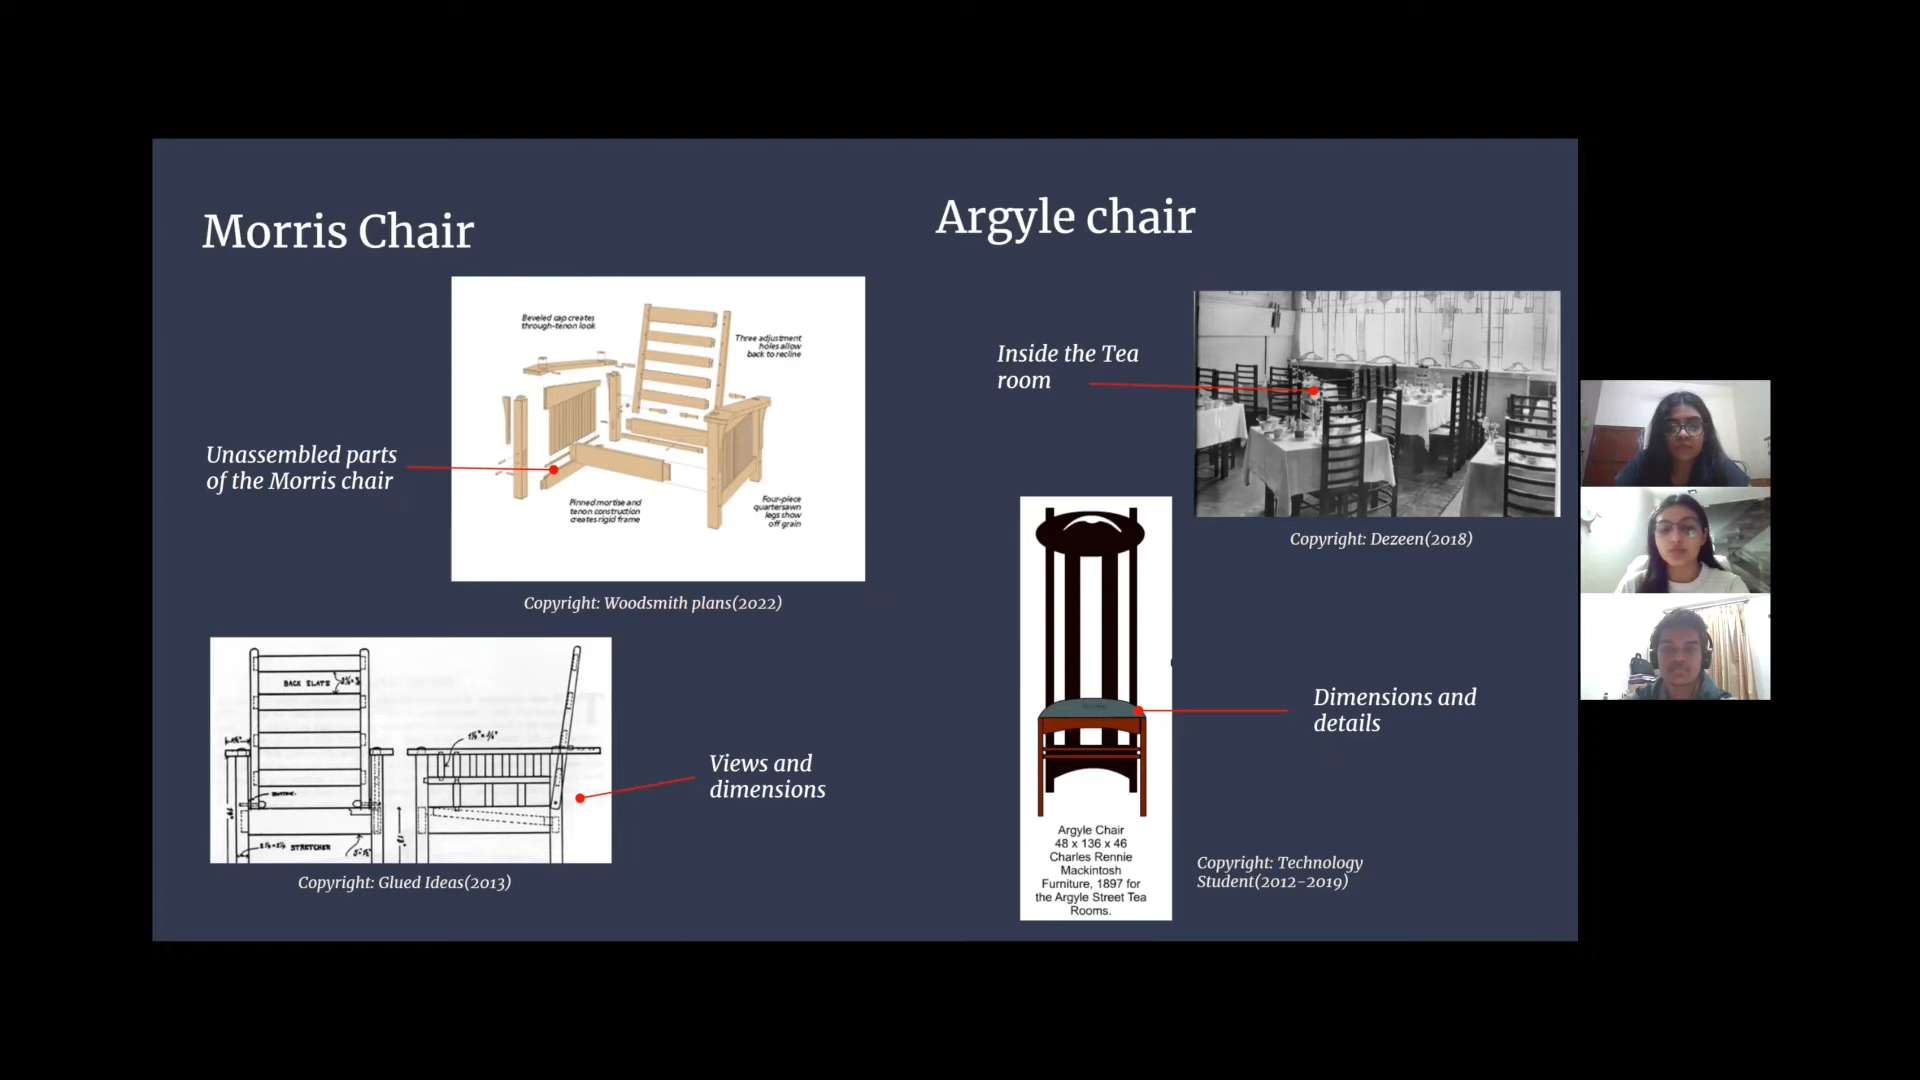 Morris Chair
Beveled cap creates
through-tenon look
Three adjustment
holes allow
back to recline
Unassembled parts
of the Morris chair
Pinned mortise and
tenon construction
creates rigid frame
Four-piece
quartersawn
legs show
off grain
Copyright: Woodsmith plans(2022)
BACK SLATS
STRETCHER
Views and
dimensions
Copyright: Glued Ideas(2013)
Argyle chair
Inside the Tea
room
Copyright: Dezeen(2018)
Dimensions and
details
Argyle Chair
48 x 136 x 46
Charles Rennie
Mackintosh
Furniture, 1897 for
the Argyle Street Tea
Rooms.
Copyright: Technology
Student(2012-2019)